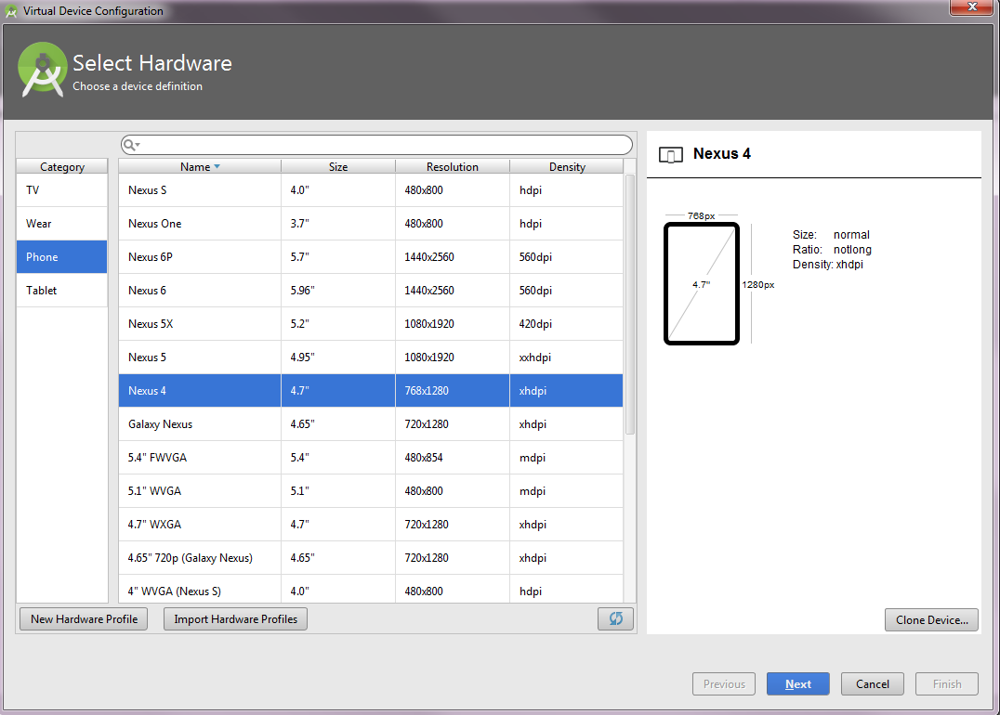 Virtual Device Configuration
Select Hardware
Choose a device definition
Category
TV
Wear
Phone
Tablet
Name Size Resolution Density
Nexus S 4.0" 480x800 hdpi
Nexus One 3.7" 480x800 hdpi
Nexus 6P 5.7" 1440x2560 560dpi
Nexus 6 5.96" 1440x2560 560dpi
Nexus 5X 5.2" 1080x1920 420dpi
Nexus 5 4.95" 1080x1920 xxhdpi
Nexus 4 4.7" 768x1280 xhdpi
Galaxy Nexus 4.65" 720x1280 xhdpi
5.4" FWVGA 5.4" 480x854 mdpi
5.1" WVGA 5.1" 480x800 mdpi
4.7" WXGA 4.7" 720x1280 xhdpi
4.65" 720p (Galaxy Nexus) 4.65" 720x1280 xhdpi
4" WVGA (Nexus S) 4.0" 480x800 hdpi
New Hardware Profile Import Hardware Profiles
Nexus 4
768px
4.7"
1280px
Size: normal
Ratio: notlong
Density: xhdpi
Clone Device...
Previous Next Cancel Finish